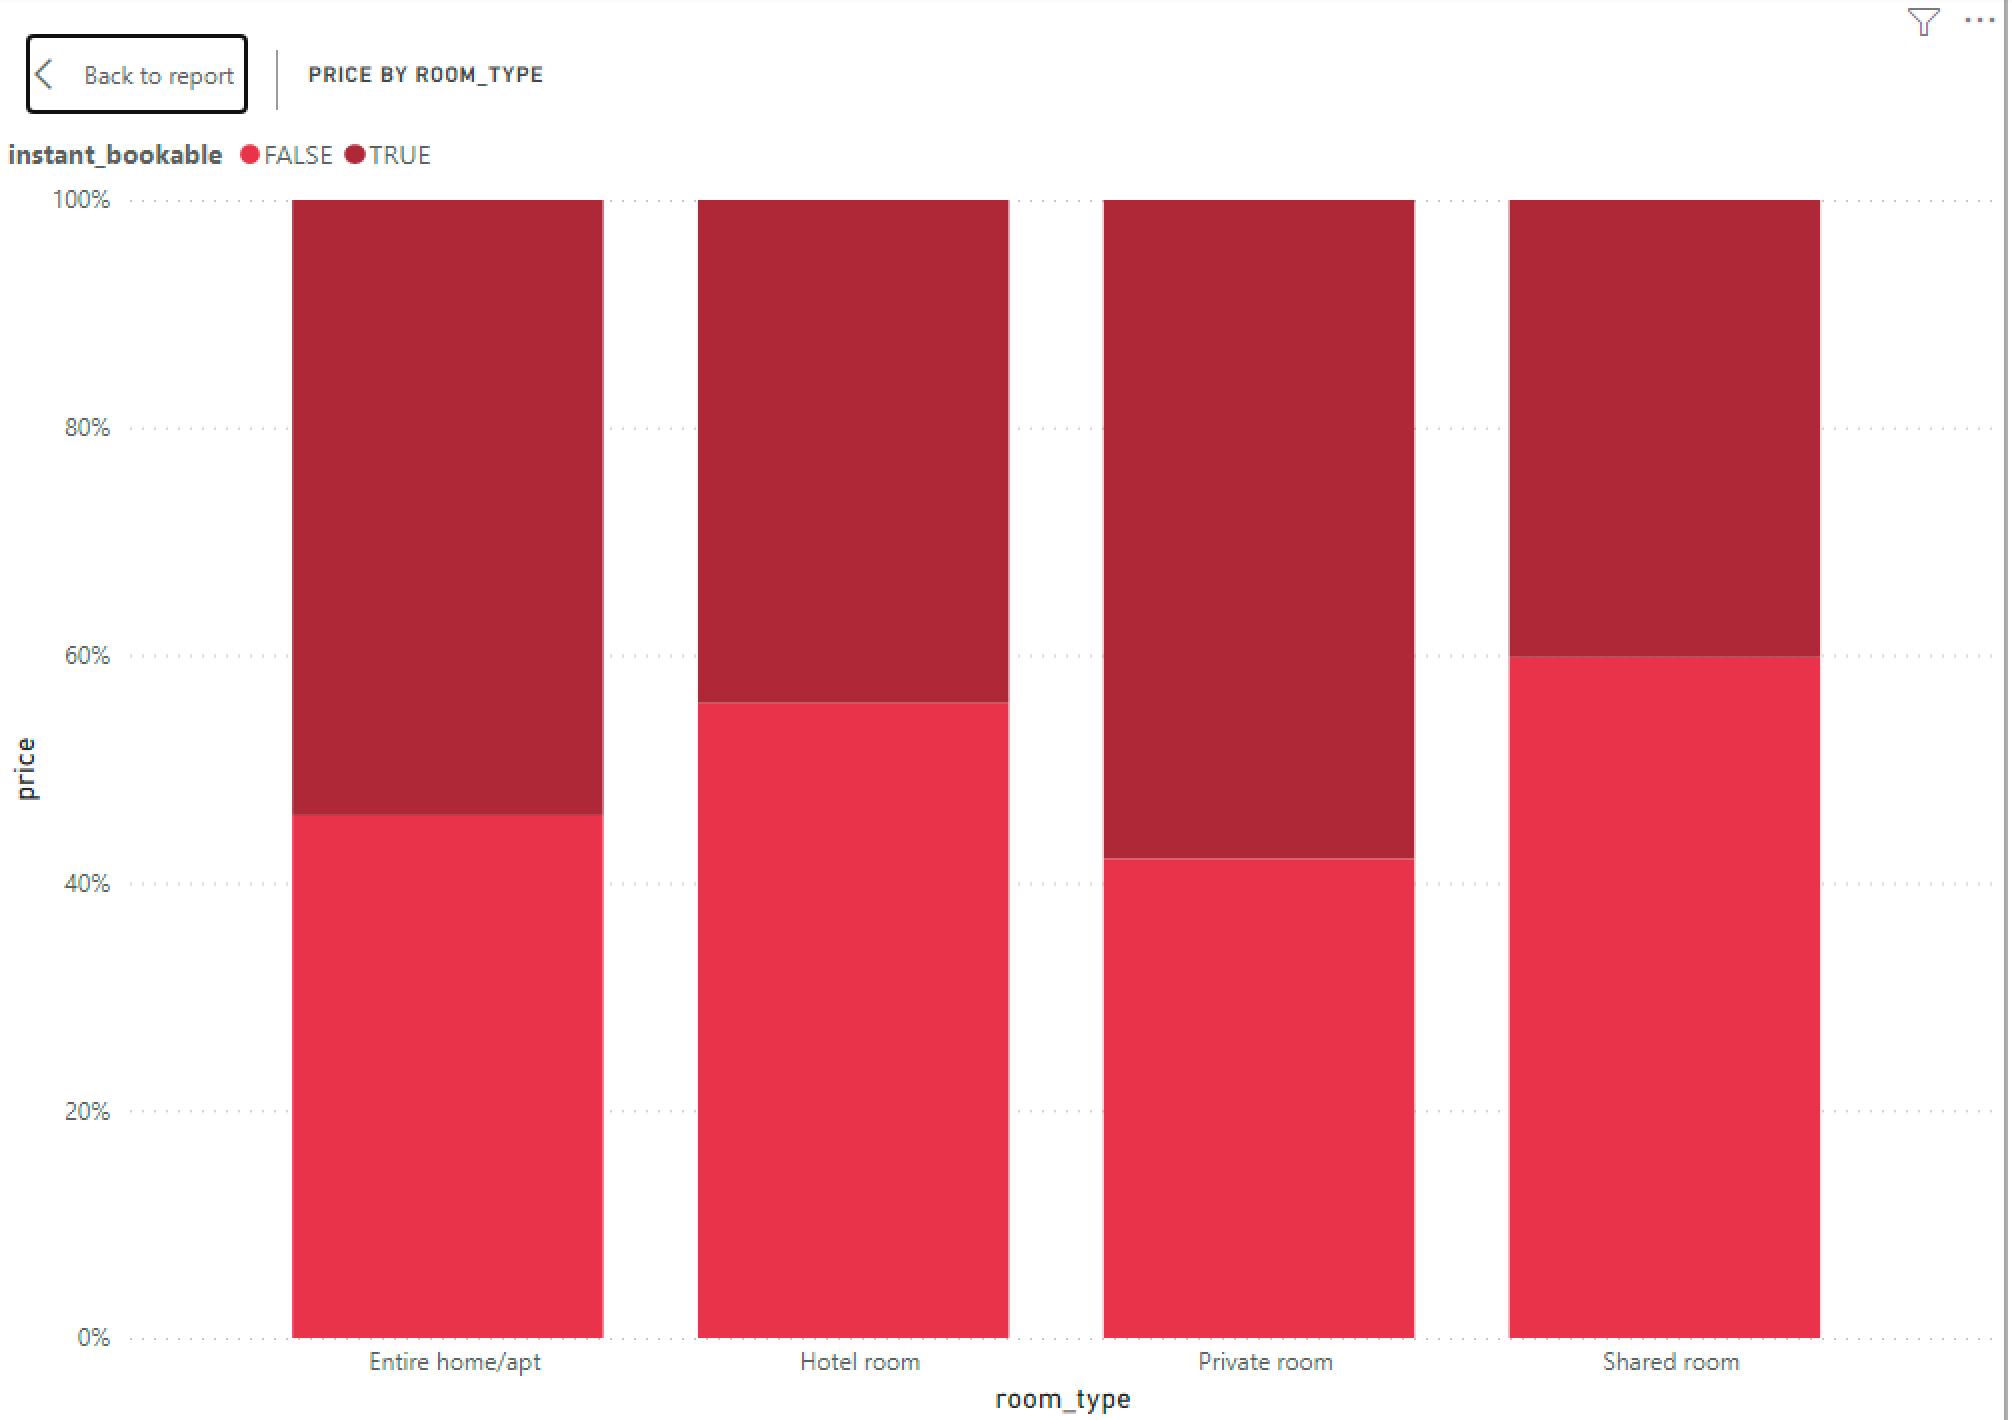 Back to report
PRICE BY ROOM_TYPE
instant_bookable FALSE TRUE
100%
80%
60%
40%
20%
0%
price
Entire home/apt Hotel room Private room Shared room
room_type